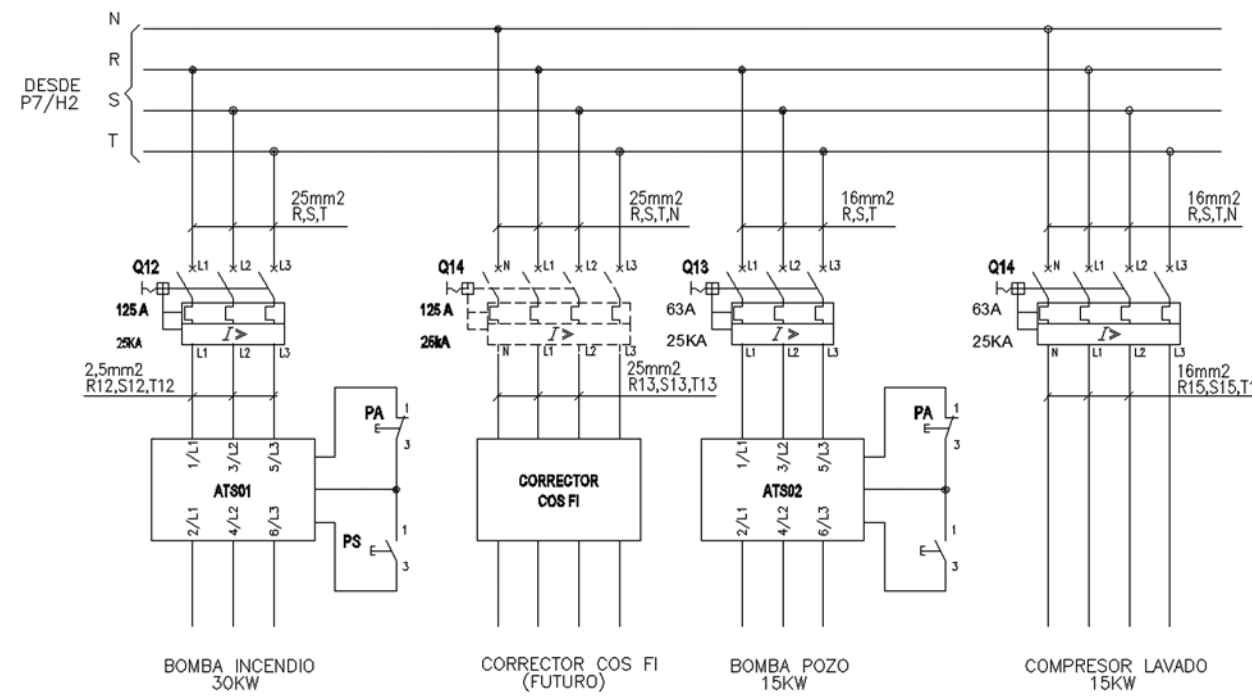 N
R
DESDE
P7/H2
S
T
25mm2
R,S,T
25mm2
R,S,T,N
16mm2
R,S,T
16mm2
R,S,T,N
Q12
L1 L2 L3
125A
25KA
I>
L1 L2 L3
Q14
N L1 L2 L3
125A
25kA
I>
N L1 L2 L3
Q13
L1 L2 L3
63A
25KA
I>
L1 L2 L3
Q14
N L1 L2 L3
63A
25KA
I>
N L1 L2 L3
2,5mm2
R12,S12,T12
25mm2
R13,S13,T13
16mm2
R15,S15,T1
1/L1 3/L2 5/L3
ATS01
2/L1 4/L2 6/L3
PA
1
3
PS
1
3
CORRECTOR
COS FI
1/L1 3/L2 5/L3
ATS02
2/L1 4/L2 6/L3
PA
1
3
1
3
BOMBA INCENDIO
30KW
CORRECTOR COS FI
(FUTURO)
BOMBA POZO
15KW
COMPRESOR LAVADO
15KW